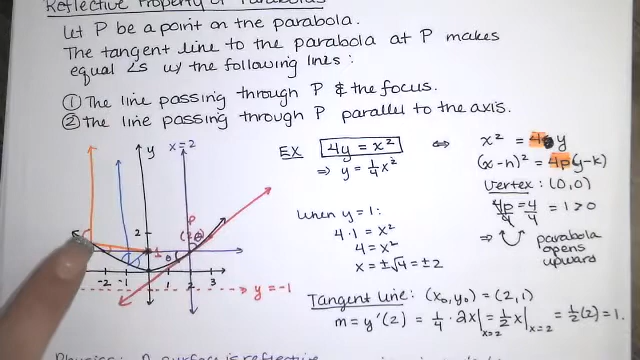 Reflective Property of Parabolas
Let P be a point on the parabola.
The tangent line to the parabola at P makes
equal ∠s w/ the following lines:
① The line passing through P & the focus.
② The line passing through P parallel to the axis.
y
x=2
P
2
1
θ
-2 -1
2 3
y = -1
EX 4y = x²
⇒ y = 1/4 x²
When y = 1:
4·1 = x²
4 = x²
x = ±√4 = ±2
⇔ x² = 4 y
(x-h)² = 4p(y-k)
Vertex: (0,0)
4p/4 = 4/4 = 1 > 0
⇒ parabola
opens
upward
Tangent Line: (x₀, y₀) = (2,1)
m = y'(2) = 1/4 · 2x|x=2 = 1/2 x|x=2 = 1/2(2) = 1.